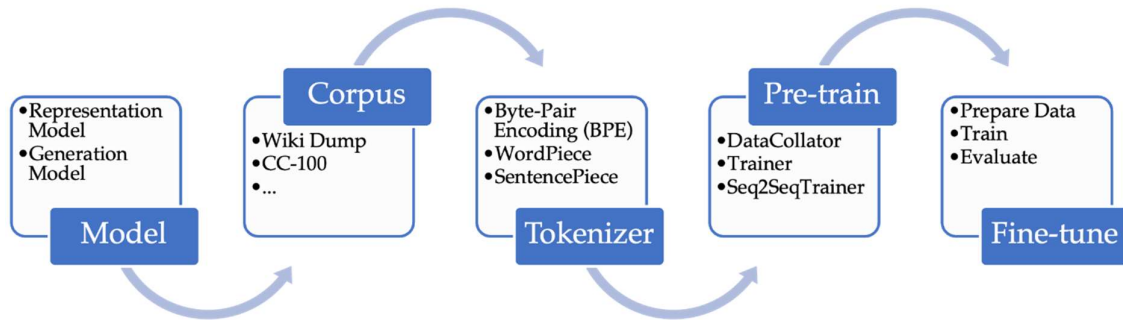 •Representation
Model
•Generation
Model
Model
Corpus
•Wiki Dump
•CC-100
•...
•Byte-Pair
Encoding (BPE)
•WordPiece
•SentencePiece
Tokenizer
Pre-train
•DataCollator
•Trainer
•Seq2SeqTrainer
•Prepare Data
•Train
•Evaluate
Fine-tune